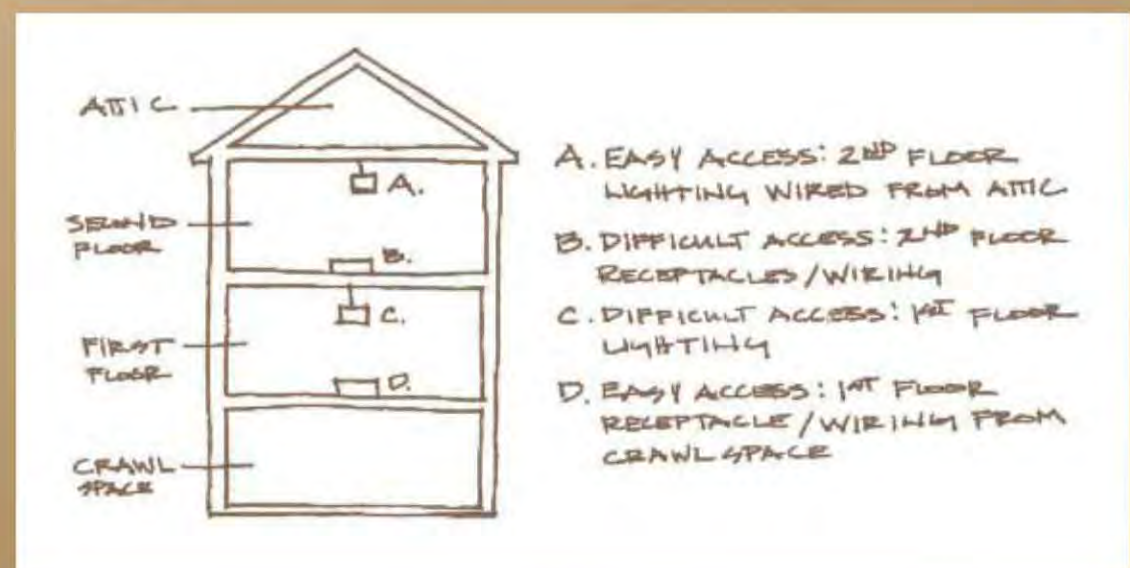 ATTIC
A.
SECOND
FLOOR
B.
C.
FIRST
FLOOR
D.
CRAWL
SPACE
A. EASY ACCESS: 2ND FLOOR
LIGHTING WIRED FROM ATTIC
B. DIFFICULT ACCESS: 2ND FLOOR
RECEPTACLES/WIRING
C. DIFFICULT ACCESS: 1ST FLOOR
LIGHTING
D. EASY ACCESS: 1ST FLOOR
RECEPTACLE/WIRING FROM
CRAWL SPACE